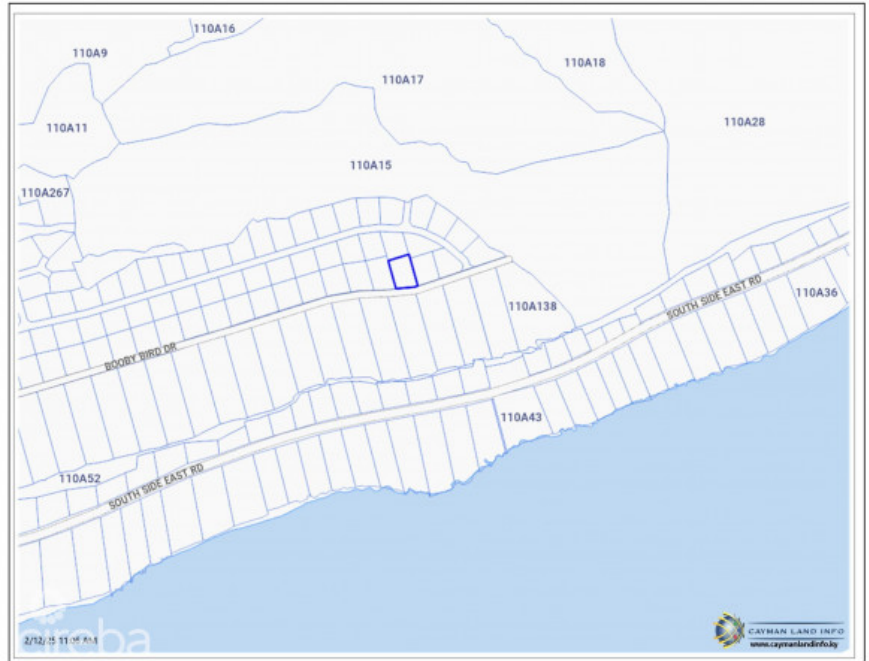 110A16
110A9
110A18
110A17
110A28
110A11
110A15
110A267
SOUTH SIDE EAST RD
110A36
110A138
BOOBY BIRD DR
110A43
110A52
SOUTH SIDE EAST RD
ciroba
CAYMAN LAND INFO
www.caymanlandinfo.ky